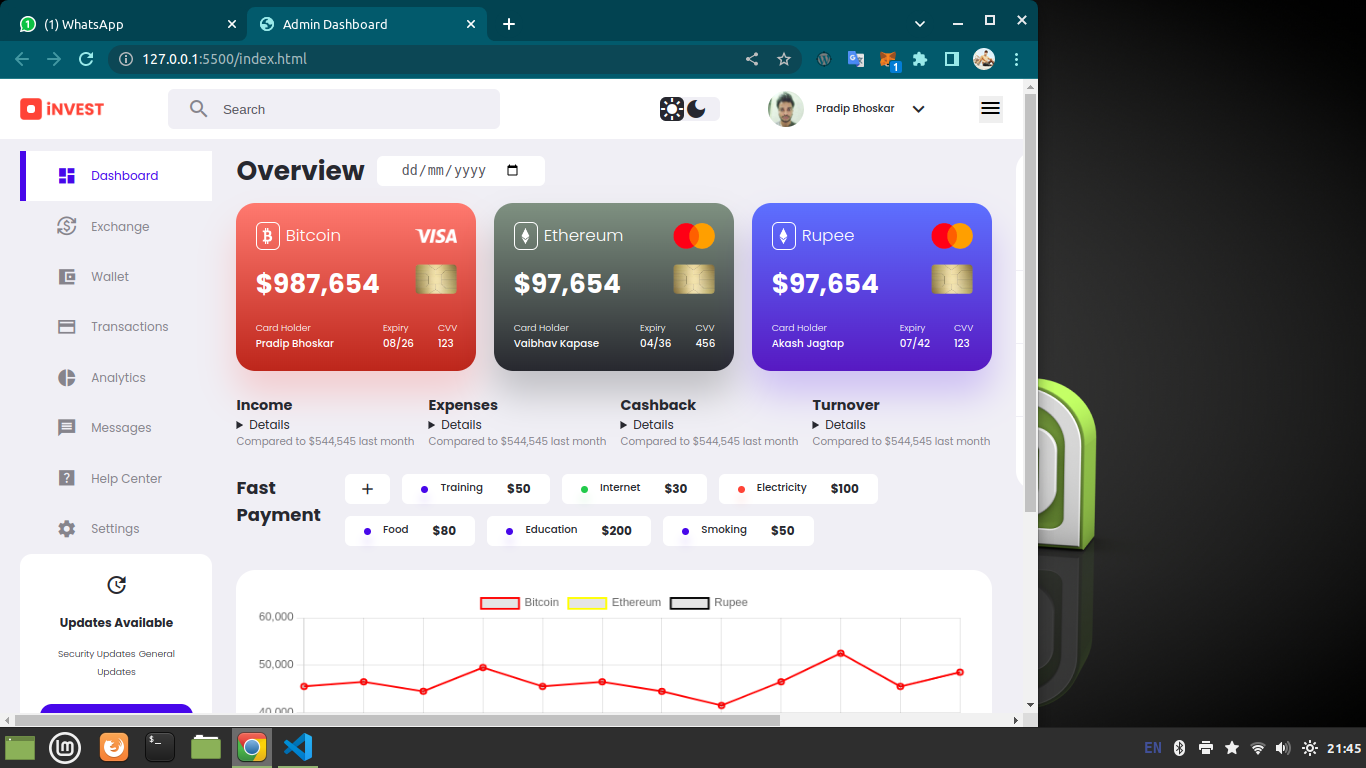 (1) WhatsApp
Admin Dashboard
127.0.0.1:5500/index.html
1
iNVEST
Search
Pradip Bhoskar
Dashboard
Exchange
Wallet
Transactions
Analytics
Messages
Help Center
Settings
Updates Available
Security Updates General
Updates
Overview
dd/mm/yyyy
Bitcoin
VISA
$987,654
Card Holder Expiry CVV
Pradip Bhoskar 08/26 123
Ethereum
$97,654
Card Holder Expiry CVV
Vaibhav Kapase 04/36 456
Rupee
$97,654
Card Holder Expiry CVV
Akash Jagtap 07/42 123
Income
Details
Compared to $544,545 last month
Expenses
Details
Compared to $544,545 last month
Cashback
Details
Compared to $544,545 last month
Turnover
Details
Compared to $544,545 last month
Fast
Payment
+
Training $50
Internet $30
Electricity $100
Food $80
Education $200
Smoking $50
Bitcoin Ethereum Rupee
60,000
50,000
40,000
EN
21:45